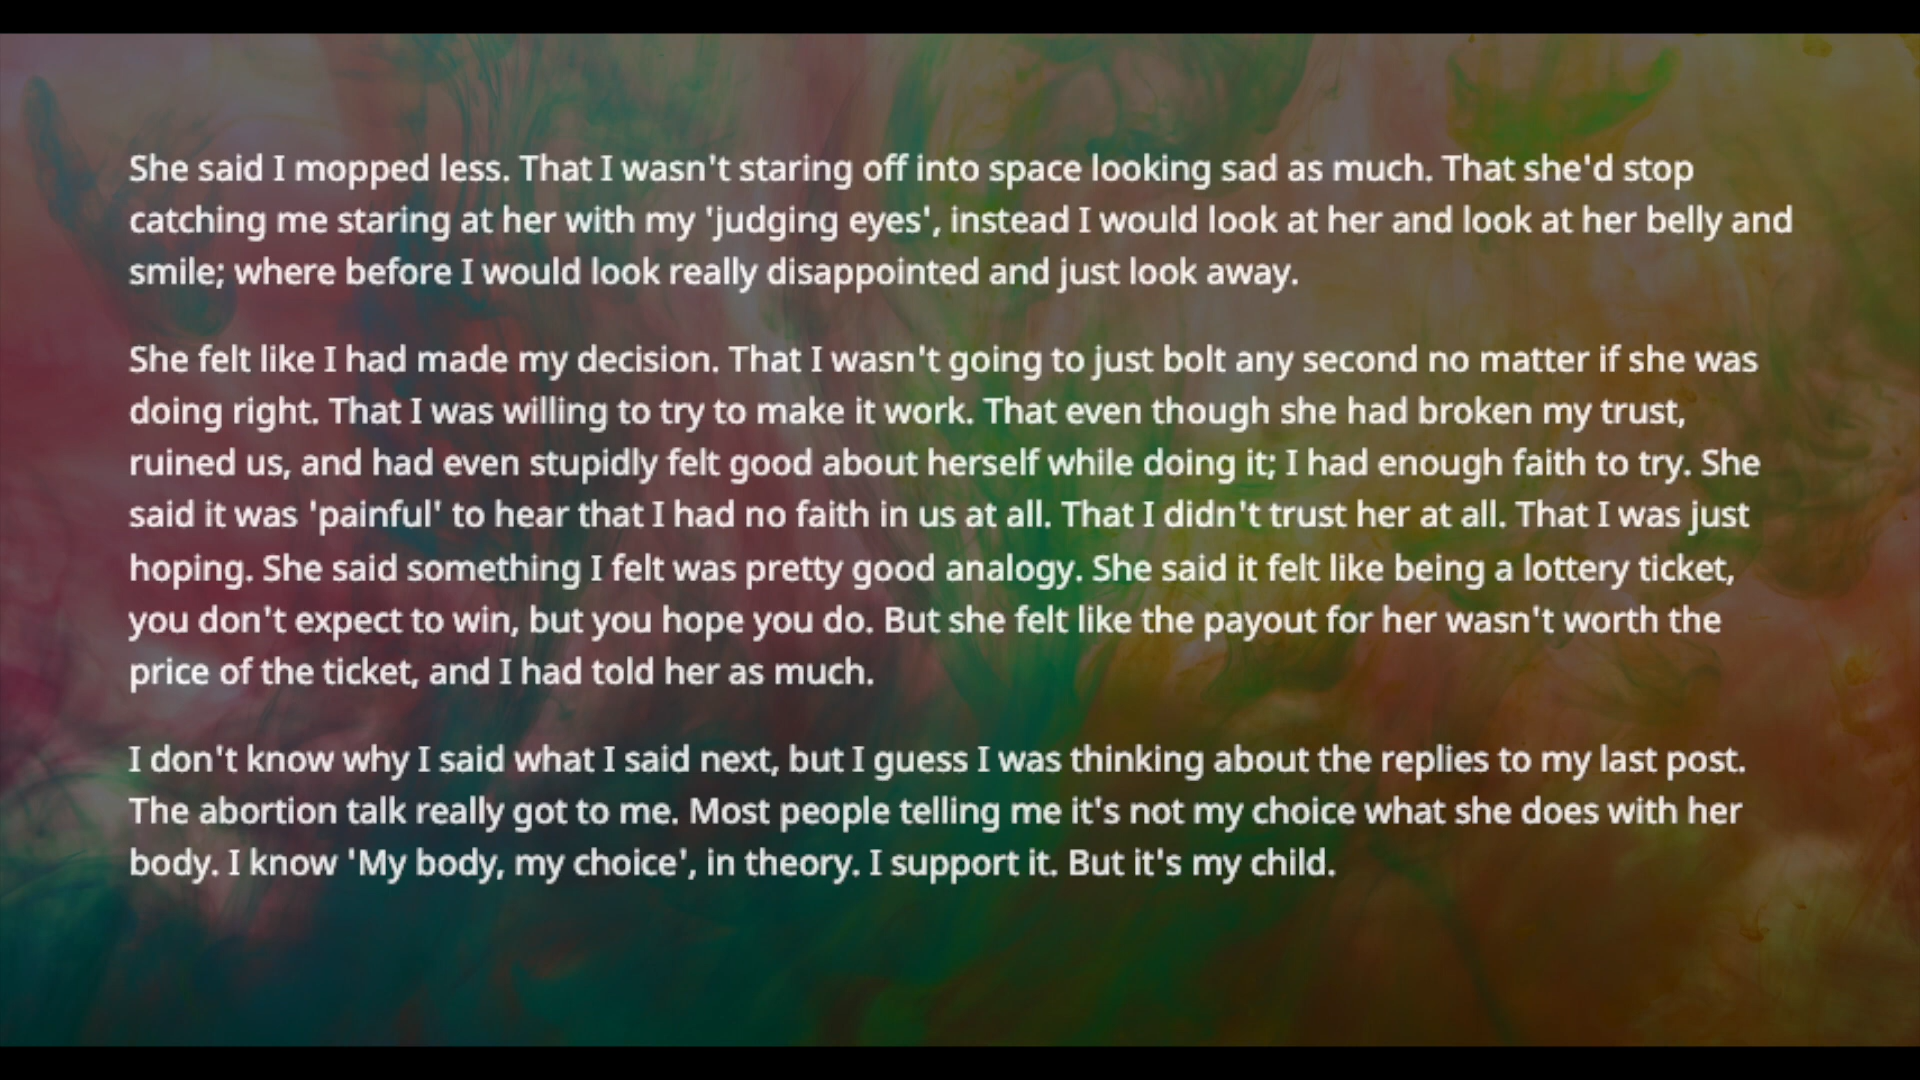 She said I mopped less. That I wasn't staring off into space looking sad as much. That she'd stop
catching me staring at her with my 'judging eyes', instead I would look at her and look at her belly and
smile; where before I would look really disappointed and just look away.
She felt like I had made my decision. That I wasn't going to just bolt any second no matter if she was
doing right. That I was willing to try to make it work. That even though she had broken my trust,
ruined us, and had even stupidly felt good about herself while doing it; I had enough faith to try. She
said it was 'painful' to hear that I had no faith in us at all. That I didn't trust her at all. That I was just
hoping. She said something I felt was pretty good analogy. She said it felt like being a lottery ticket,
you don't expect to win, but you hope you do. But she felt like the payout for her wasn't worth the
price of the ticket, and I had told her as much.
I don't know why I said what I said next, but I guess I was thinking about the replies to my last post.
The abortion talk really got to me. Most people telling me it's not my choice what she does with her
body. I know 'My body, my choice', in theory. I support it. But it's my child.